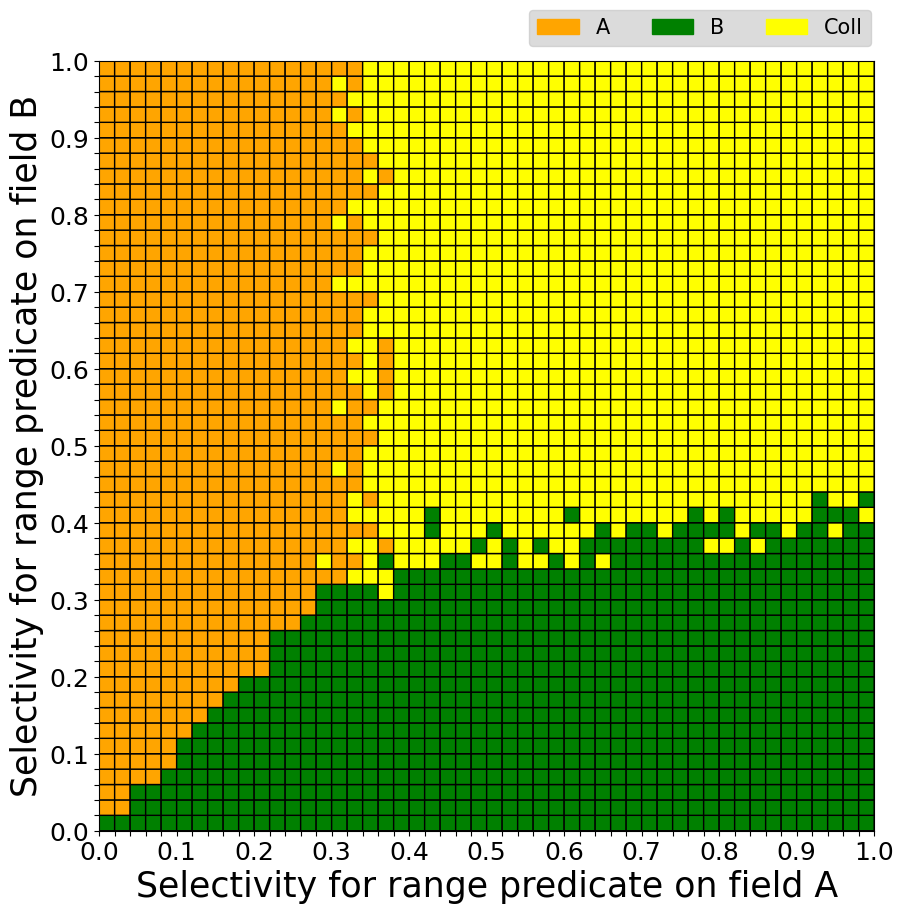 A B Coll
Selectivity for range predicate on field B
1.0
0.9
0.8
0.7
0.6
0.5
0.4
0.3
0.2
0.1
0.0
0.0 0.1 0.2 0.3 0.4 0.5 0.6 0.7 0.8 0.9 1.0
Selectivity for range predicate on field A